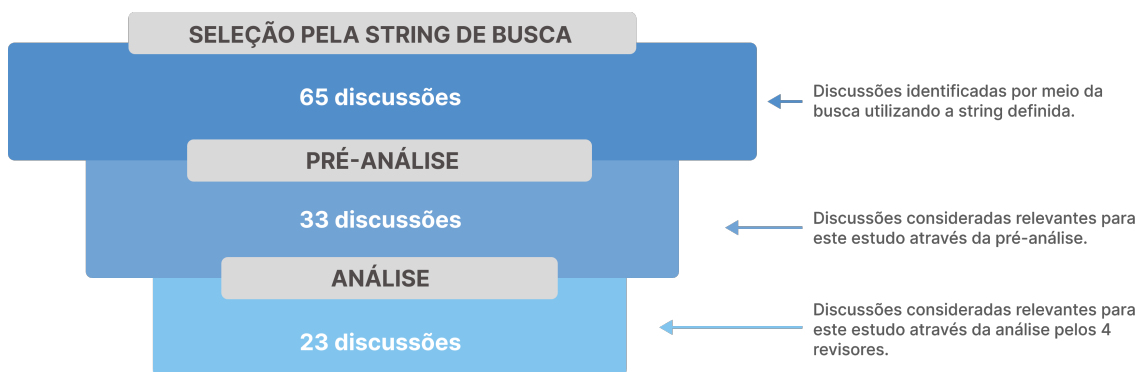 SELEÇÃO PELA STRING DE BUSCA
65 discussões
Discussões identificadas por meio da
busca utilizando a string definida.
PRÉ-ANÁLISE
33 discussões
Discussões consideradas relevantes para
este estudo através da pré-análise.
ANÁLISE
23 discussões
Discussões consideradas relevantes para
este estudo através da análise pelos 4
revisores.